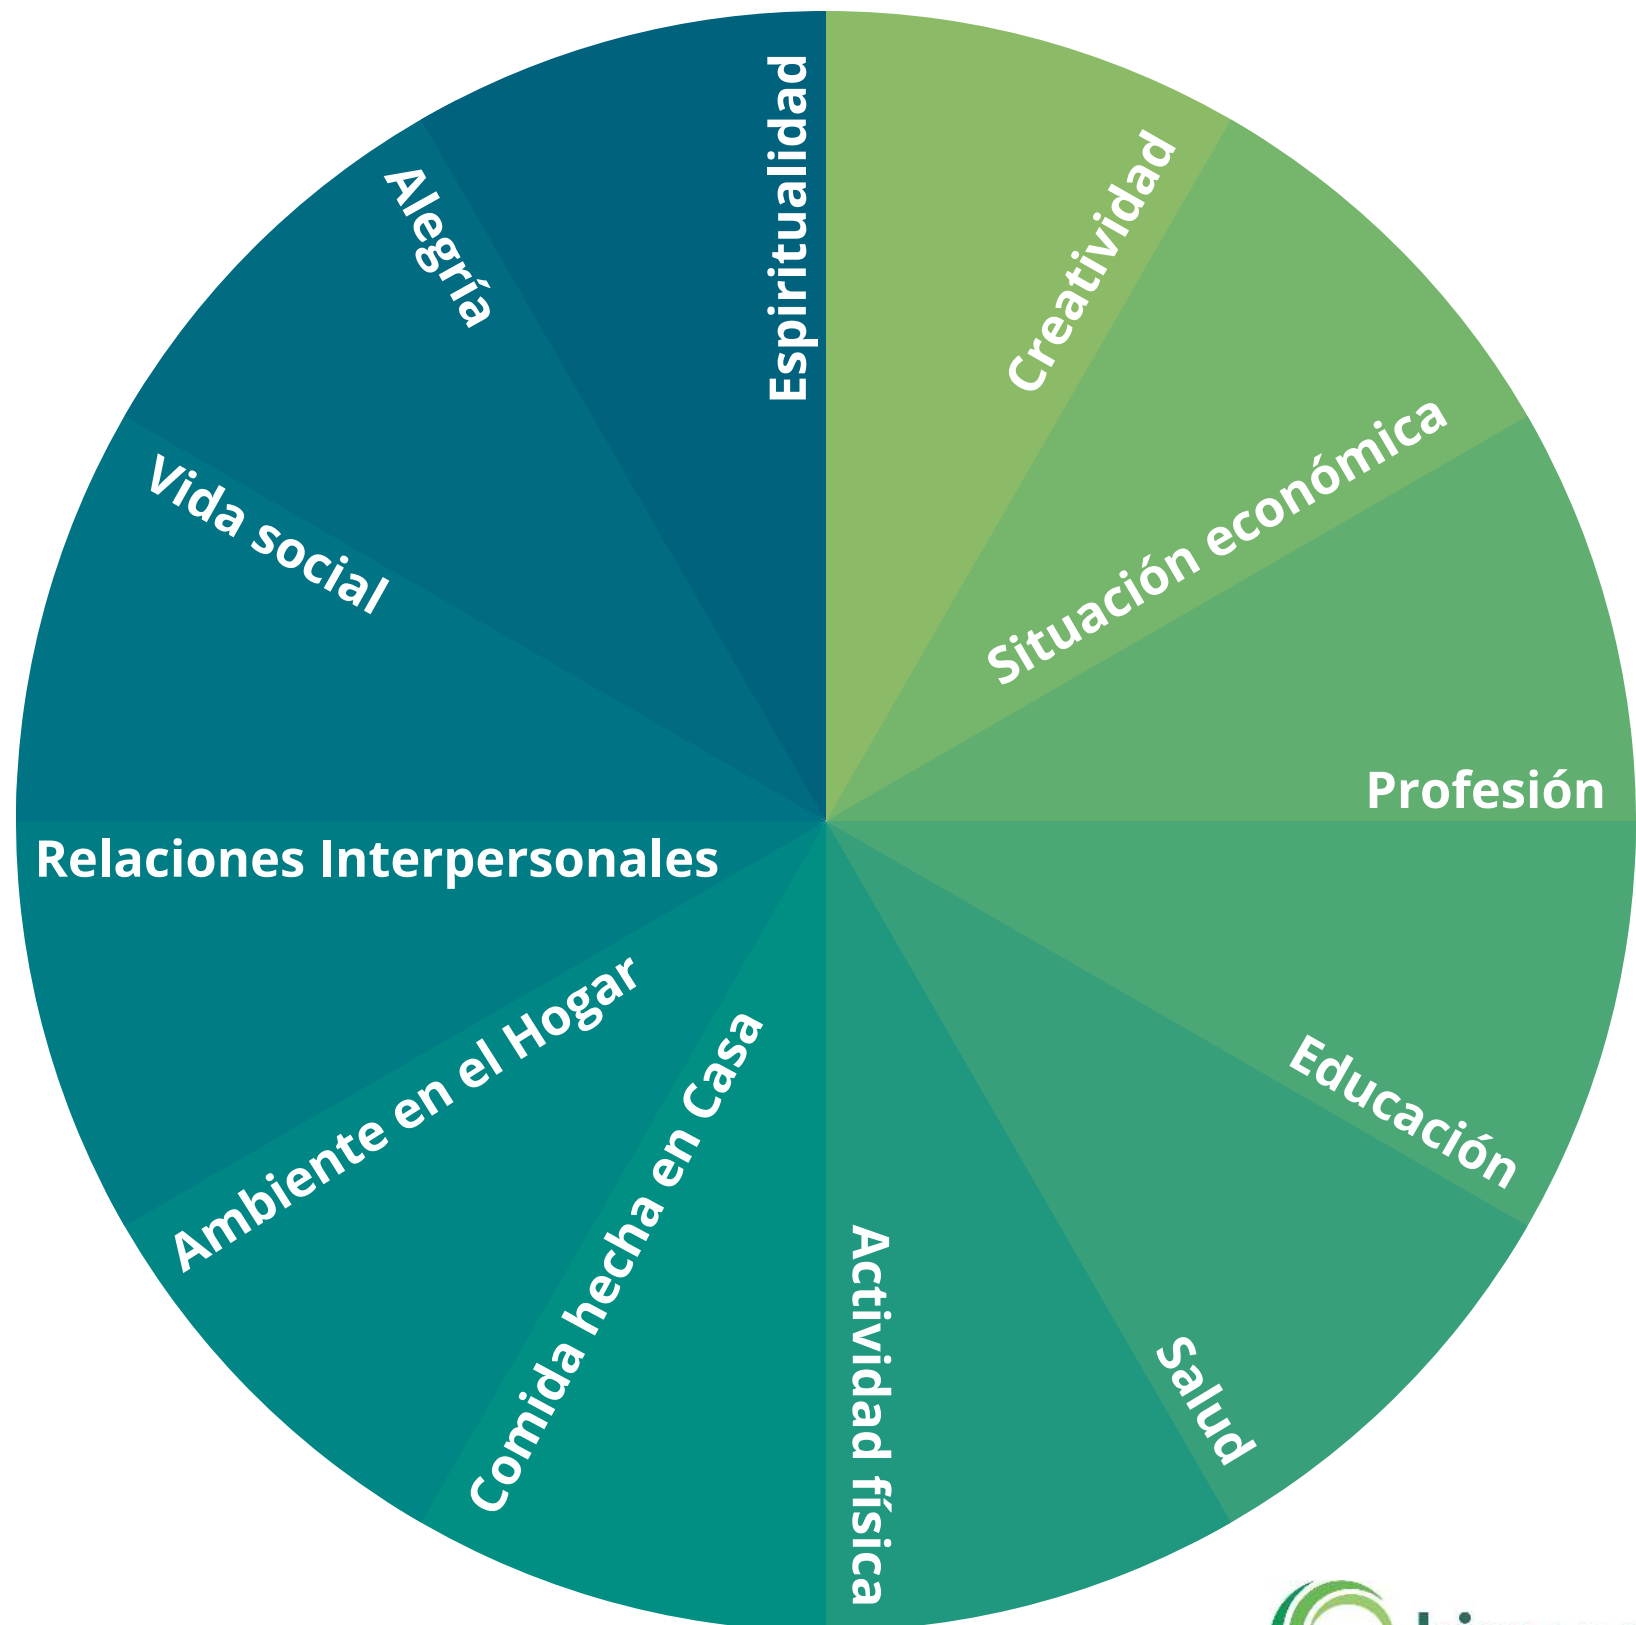 Espiritualidad
Creatividad
Situación económica
Profesión
Educación
Salud
Actividad física
Comida hecha en Casa
Ambiente en el Hogar
Relaciones Interpersonales
Vida social
Alegría